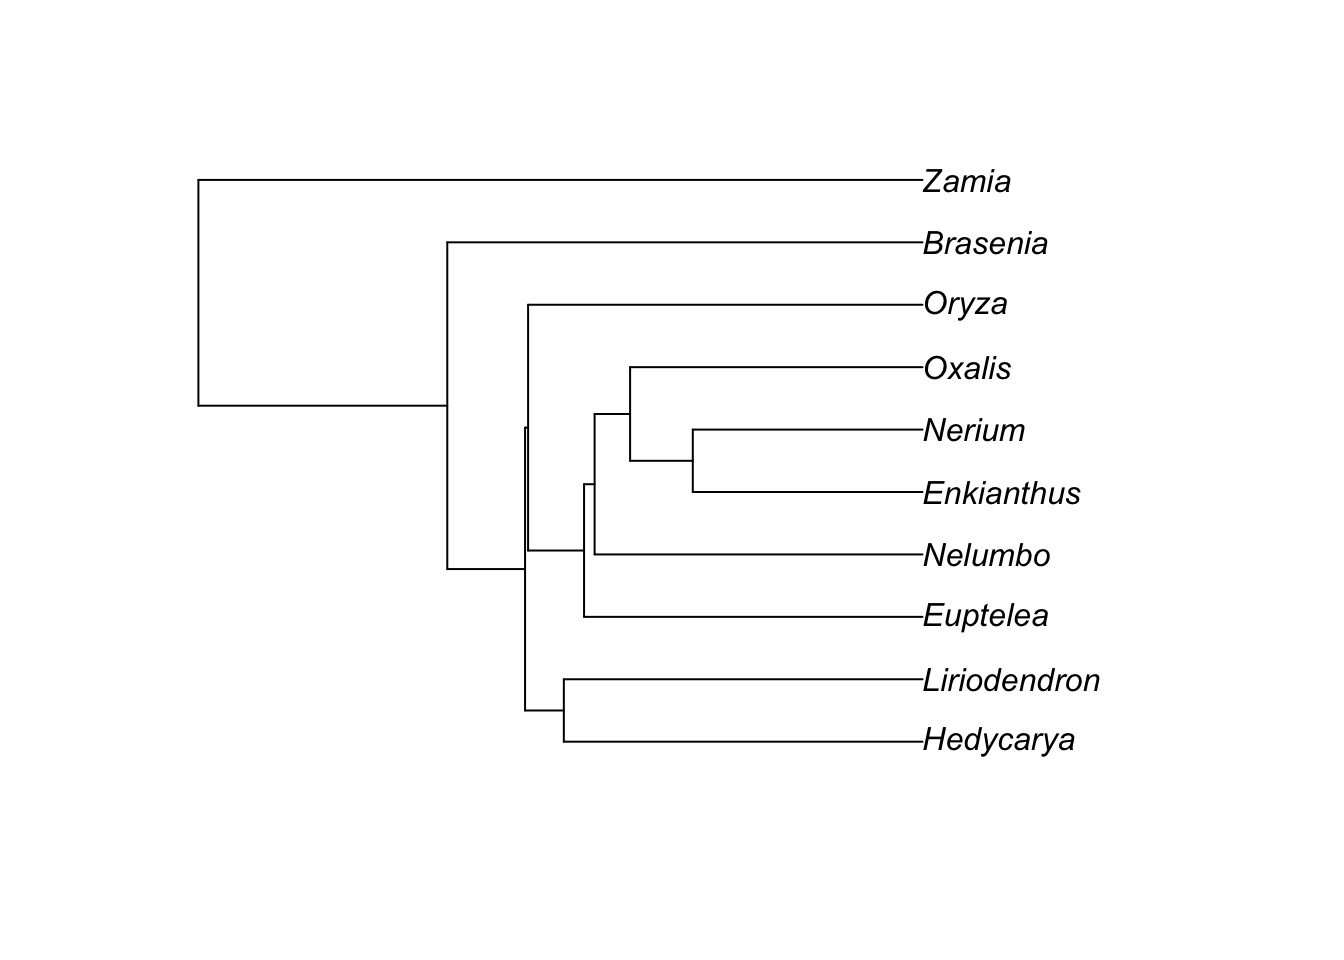 Zamia
Brasenia
Oryza
Oxalis
Nerium
Enkianthus
Nelumbo
Euptelea
Liriodendron
Hedycarya